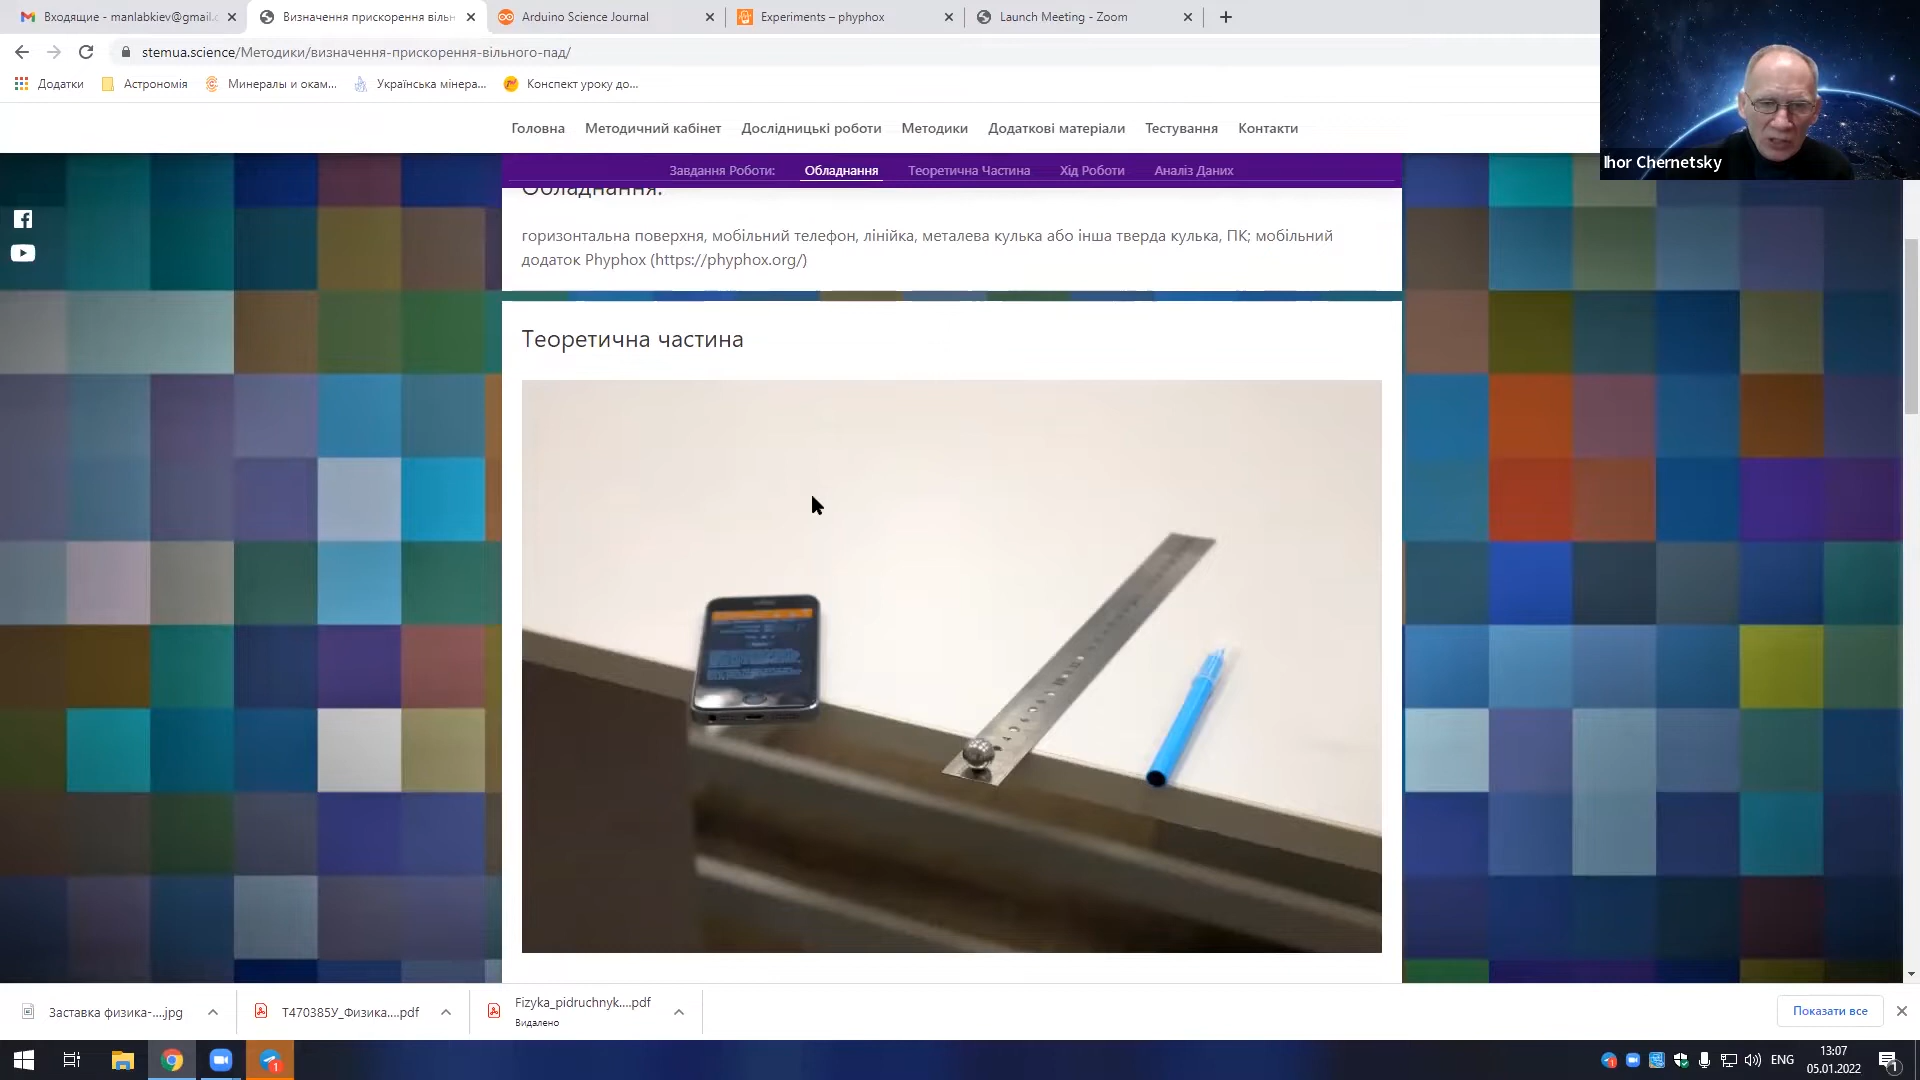 Входящие - manlabkiev@gmail.c
Визначення прискорення віль
Arduino Science Journal
Experiments – phyphox
Launch Meeting - Zoom
stemua.science/Методики/визначення-прискорення-вільного-пад/
Додатки
Астрономія
Минералы и окам...
Українська мінера...
Конспект уроку до...
Головна
Методичний кабінет
Дослідницькі роботи
Методики
Додаткові матеріали
Тестування
Контакти
Ihor Chernetsky
Завдання Роботи:
Обладнання
Теоретична Частина
Хід Роботи
Аналіз Даних
Обладнання:
горизонтальна поверхня, мобільний телефон, лінійка, металева кулька або інша тверда кулька, ПК; мобільний
додаток Phyphox (https://phyphox.org/)
Теоретична частина
Заставка физика-....jpg
Т470385У_Физика....pdf
Fizyka_pidruchnyk....pdf
Видалено
Показати все
ENG
13:07
05.01.2022